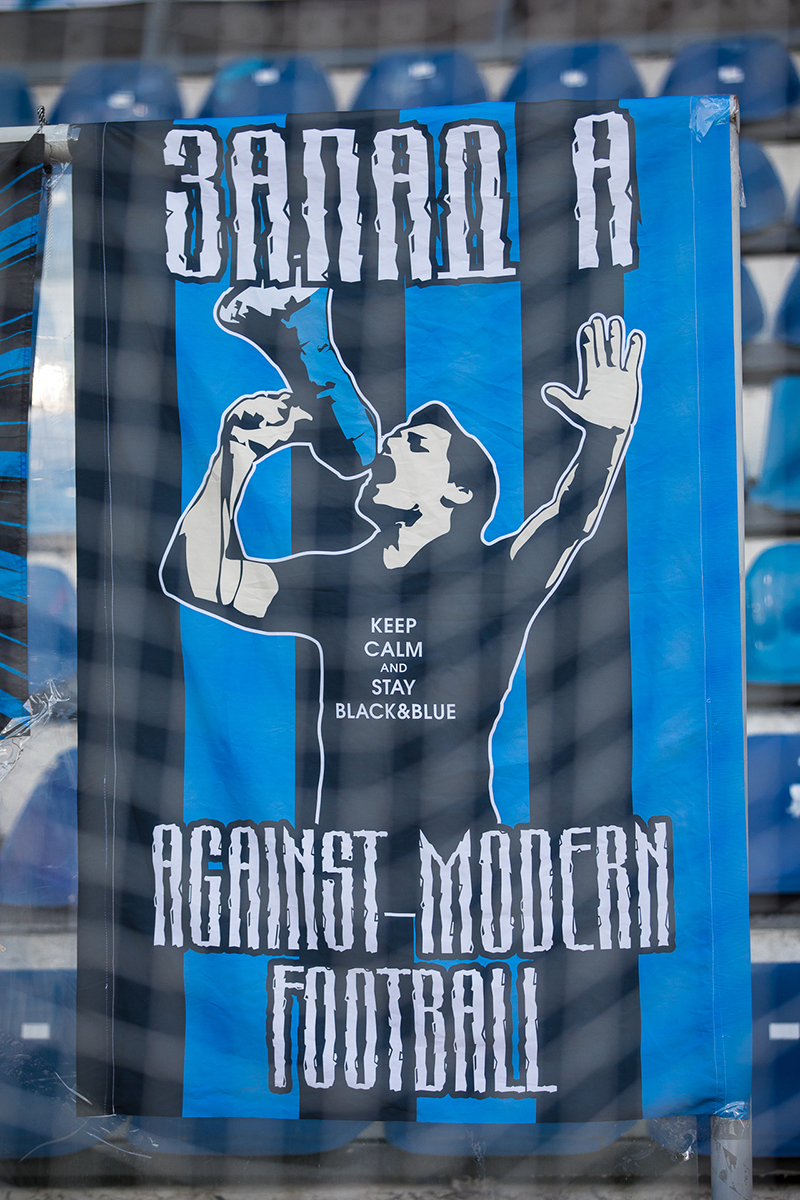 ЗАПАД А
KEEP
CALM
AND
STAY
BLACK&BLUE
AGAINST MODERN
FOOTBALL